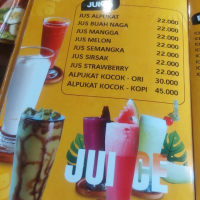 JUS
JUS ALPUKAT 22.000
JUS BUAH NAGA 22.000
JUS MANGGA 22.000
JUS MELON 22.000
JUS SEMANGKA 22.000
JUS SIRSAK 22.000
JUS STRAWBERRY 22.000
ALPUKAT KOCOK - ORI 30.000
ALPUKAT KOCOK - KOPI 45.000
JUICE